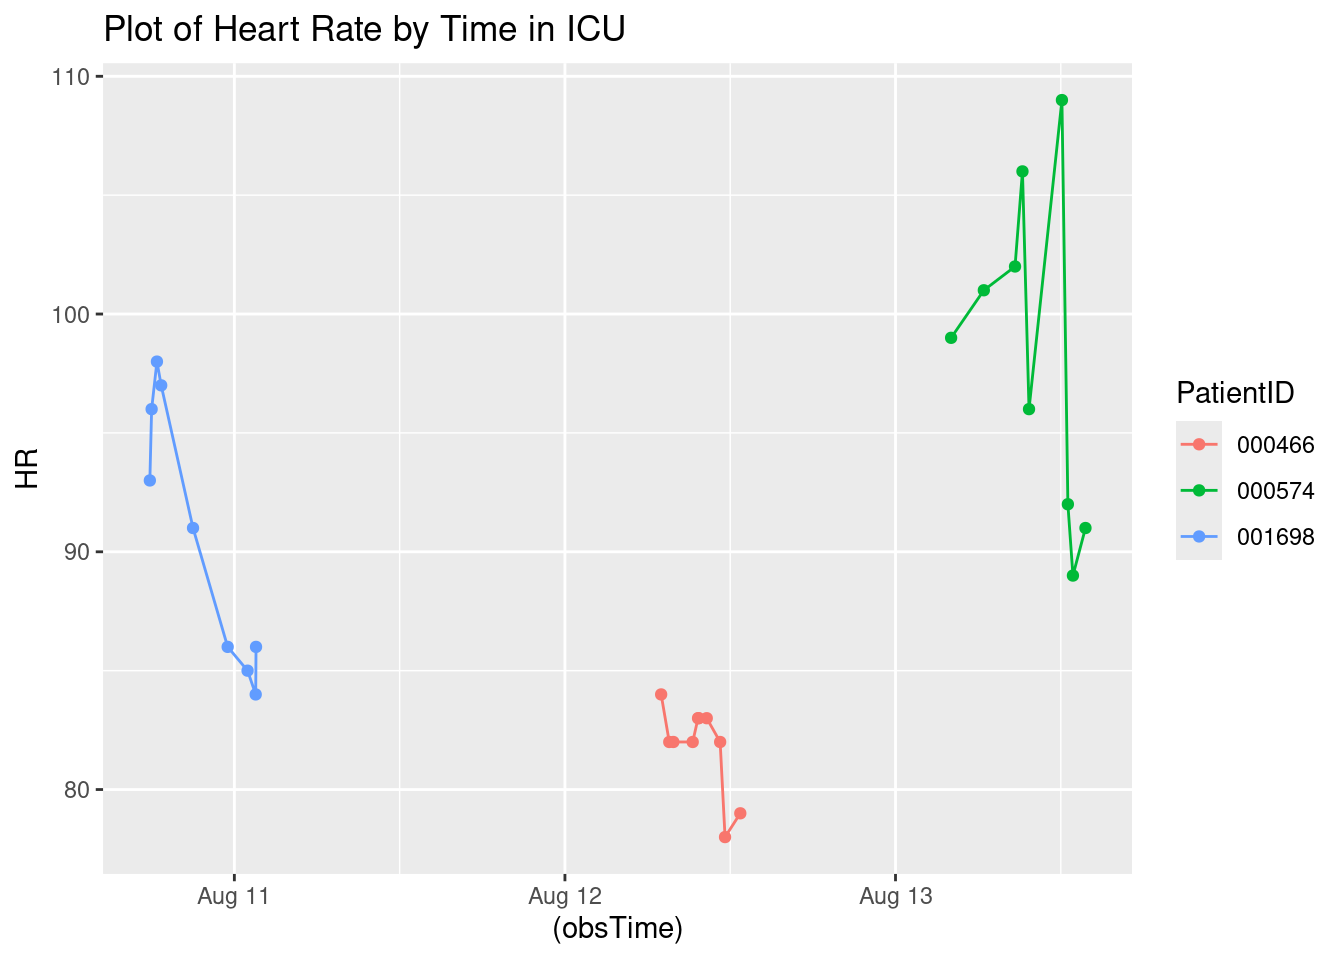 Plot of Heart Rate by Time in ICU
110
100
90
80
HR
Aug 11
Aug 12
Aug 13
(obsTime)
PatientID
000466
000574
001698